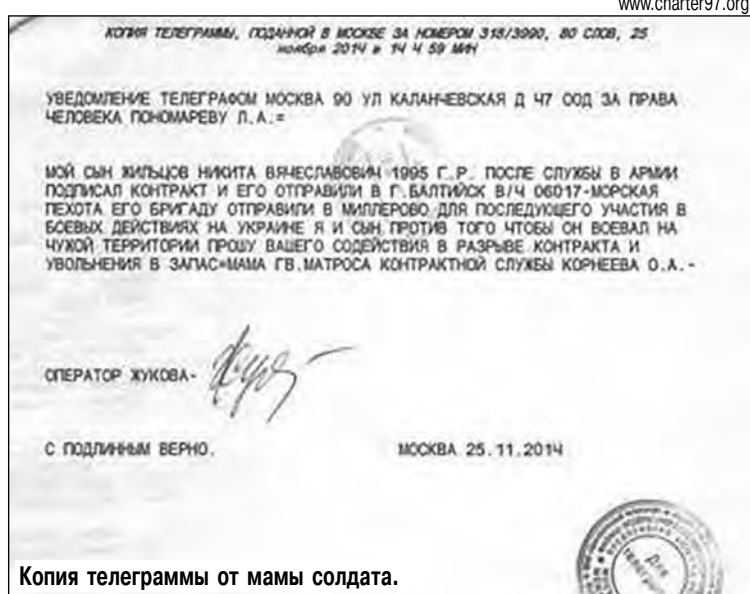 www.charter97.org
КОПИЯ ТЕЛЕГРАММЫ, ПОДАННОЙ В МОСКВЕ ЗА НОМЕРОМ 318/3990, 80 СЛОВ, 25
ноября 2014 в 14 Ч 59 МИН
УВЕДОМЛЕНИЕ ТЕЛЕГРАФОМ МОСКВА 90 УЛ КАЛАНЧЕВСКАЯ Д 47 ООД ЗА ПРАВА
ЧЕЛОВЕКА ПОНОМАРЕВУ Л.А.=
МОЙ СЫН ЖИЛЬЦОВ НИКИТА ВЯЧЕСЛАВОВИЧ 1995 Г.Р. ПОСЛЕ СЛУЖБЫ В АРМИИ
ПОДПИСАЛ КОНТРАКТ И ЕГО ОТПРАВИЛИ В Г.БАЛТИЙСК В/Ч 06017-МОРСКАЯ
ПЕХОТА ЕГО БРИГАДУ ОТПРАВИЛИ В МИЛЛЕРОВО ДЛЯ ПОСЛЕДУЮЩЕГО УЧАСТИЯ В
БОЕВЫХ ДЕЙСТВИЯХ НА УКРАИНЕ Я И СЫН ПРОТИВ ТОГО ЧТОБЫ ОН ВОЕВАЛ НА
ЧУЖОЙ ТЕРРИТОРИИ ПРОШУ ВАШЕГО СОДЕЙСТВИЯ В РАЗРЫВЕ КОНТРАКТА И
УВОЛЬНЕНИЯ В ЗАПАС=МАМА ГВ.МАТРОСА КОНТРАКТНОЙ СЛУЖБЫ КОРНЕЕВА О.А.-
ОПЕРАТОР ЖУКОВА-
С ПОДЛИННЫМ ВЕРНО. МОСКВА 25.11.2014
Для
Копия телеграммы от мамы солдата.